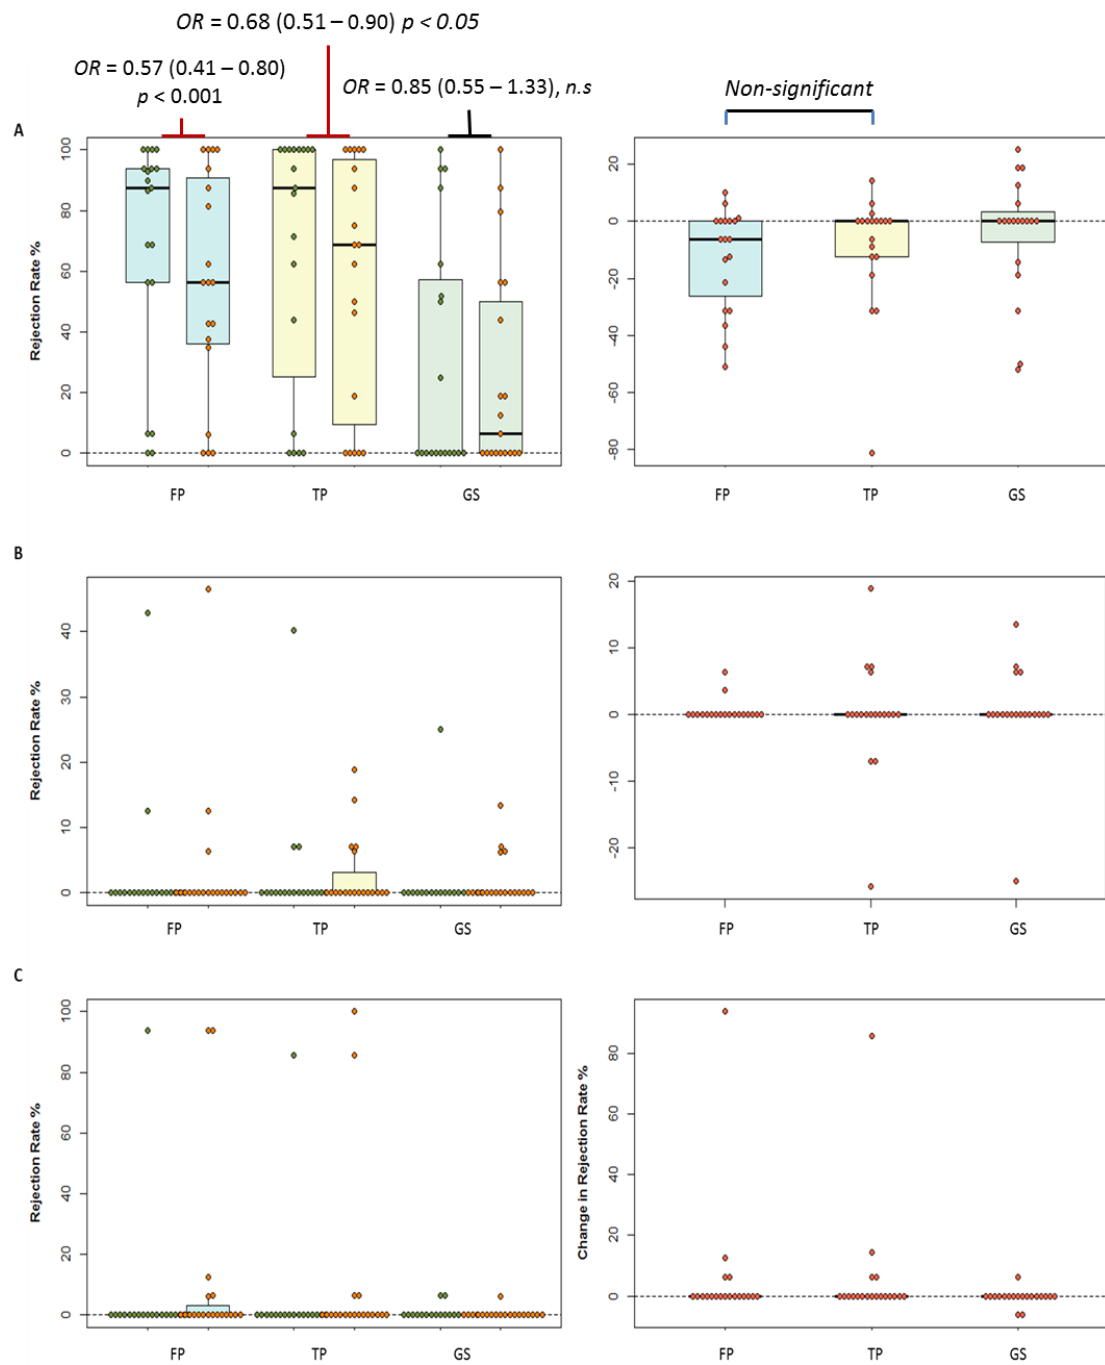 OR = 0.68 (0.51 – 0.90) p < 0.05
OR = 0.57 (0.41 – 0.80)
p < 0.001
OR = 0.85 (0.55 – 1.33), n.s
Non-significant
A
Rejection Rate %
100
80
60
40
20
0
FP TP GS
20
0
-20
-40
-60
-80
FP TP GS
B
Rejection Rate %
40
30
20
10
0
FP TP GS
20
10
0
-10
-20
FP TP GS
C
Rejection Rate %
100
80
60
40
20
0
FP TP GS
Change in Rejection Rate %
80
60
40
20
0
FP TP GS